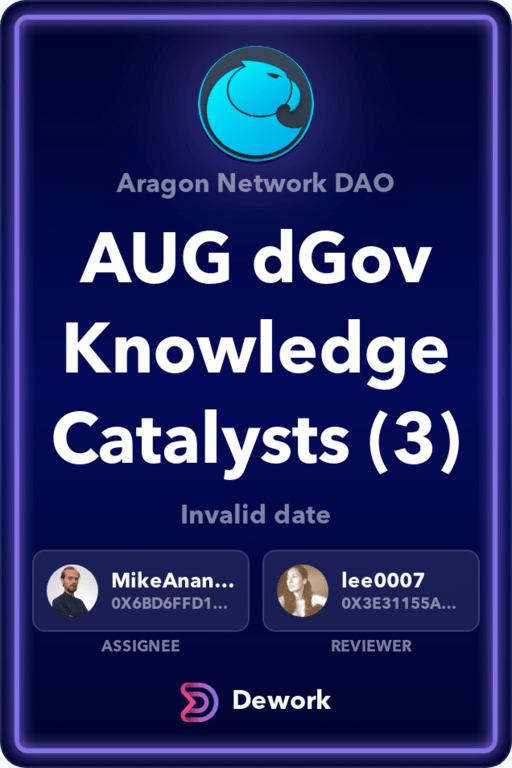 Aragon Network DAO
AUG dGov
Knowledge
Catalysts (3)
Invalid date
MikeAnan...
0X6BD6FFD1...
lee0007
0X3E31155A...
ASSIGNEE
REVIEWER
Dework